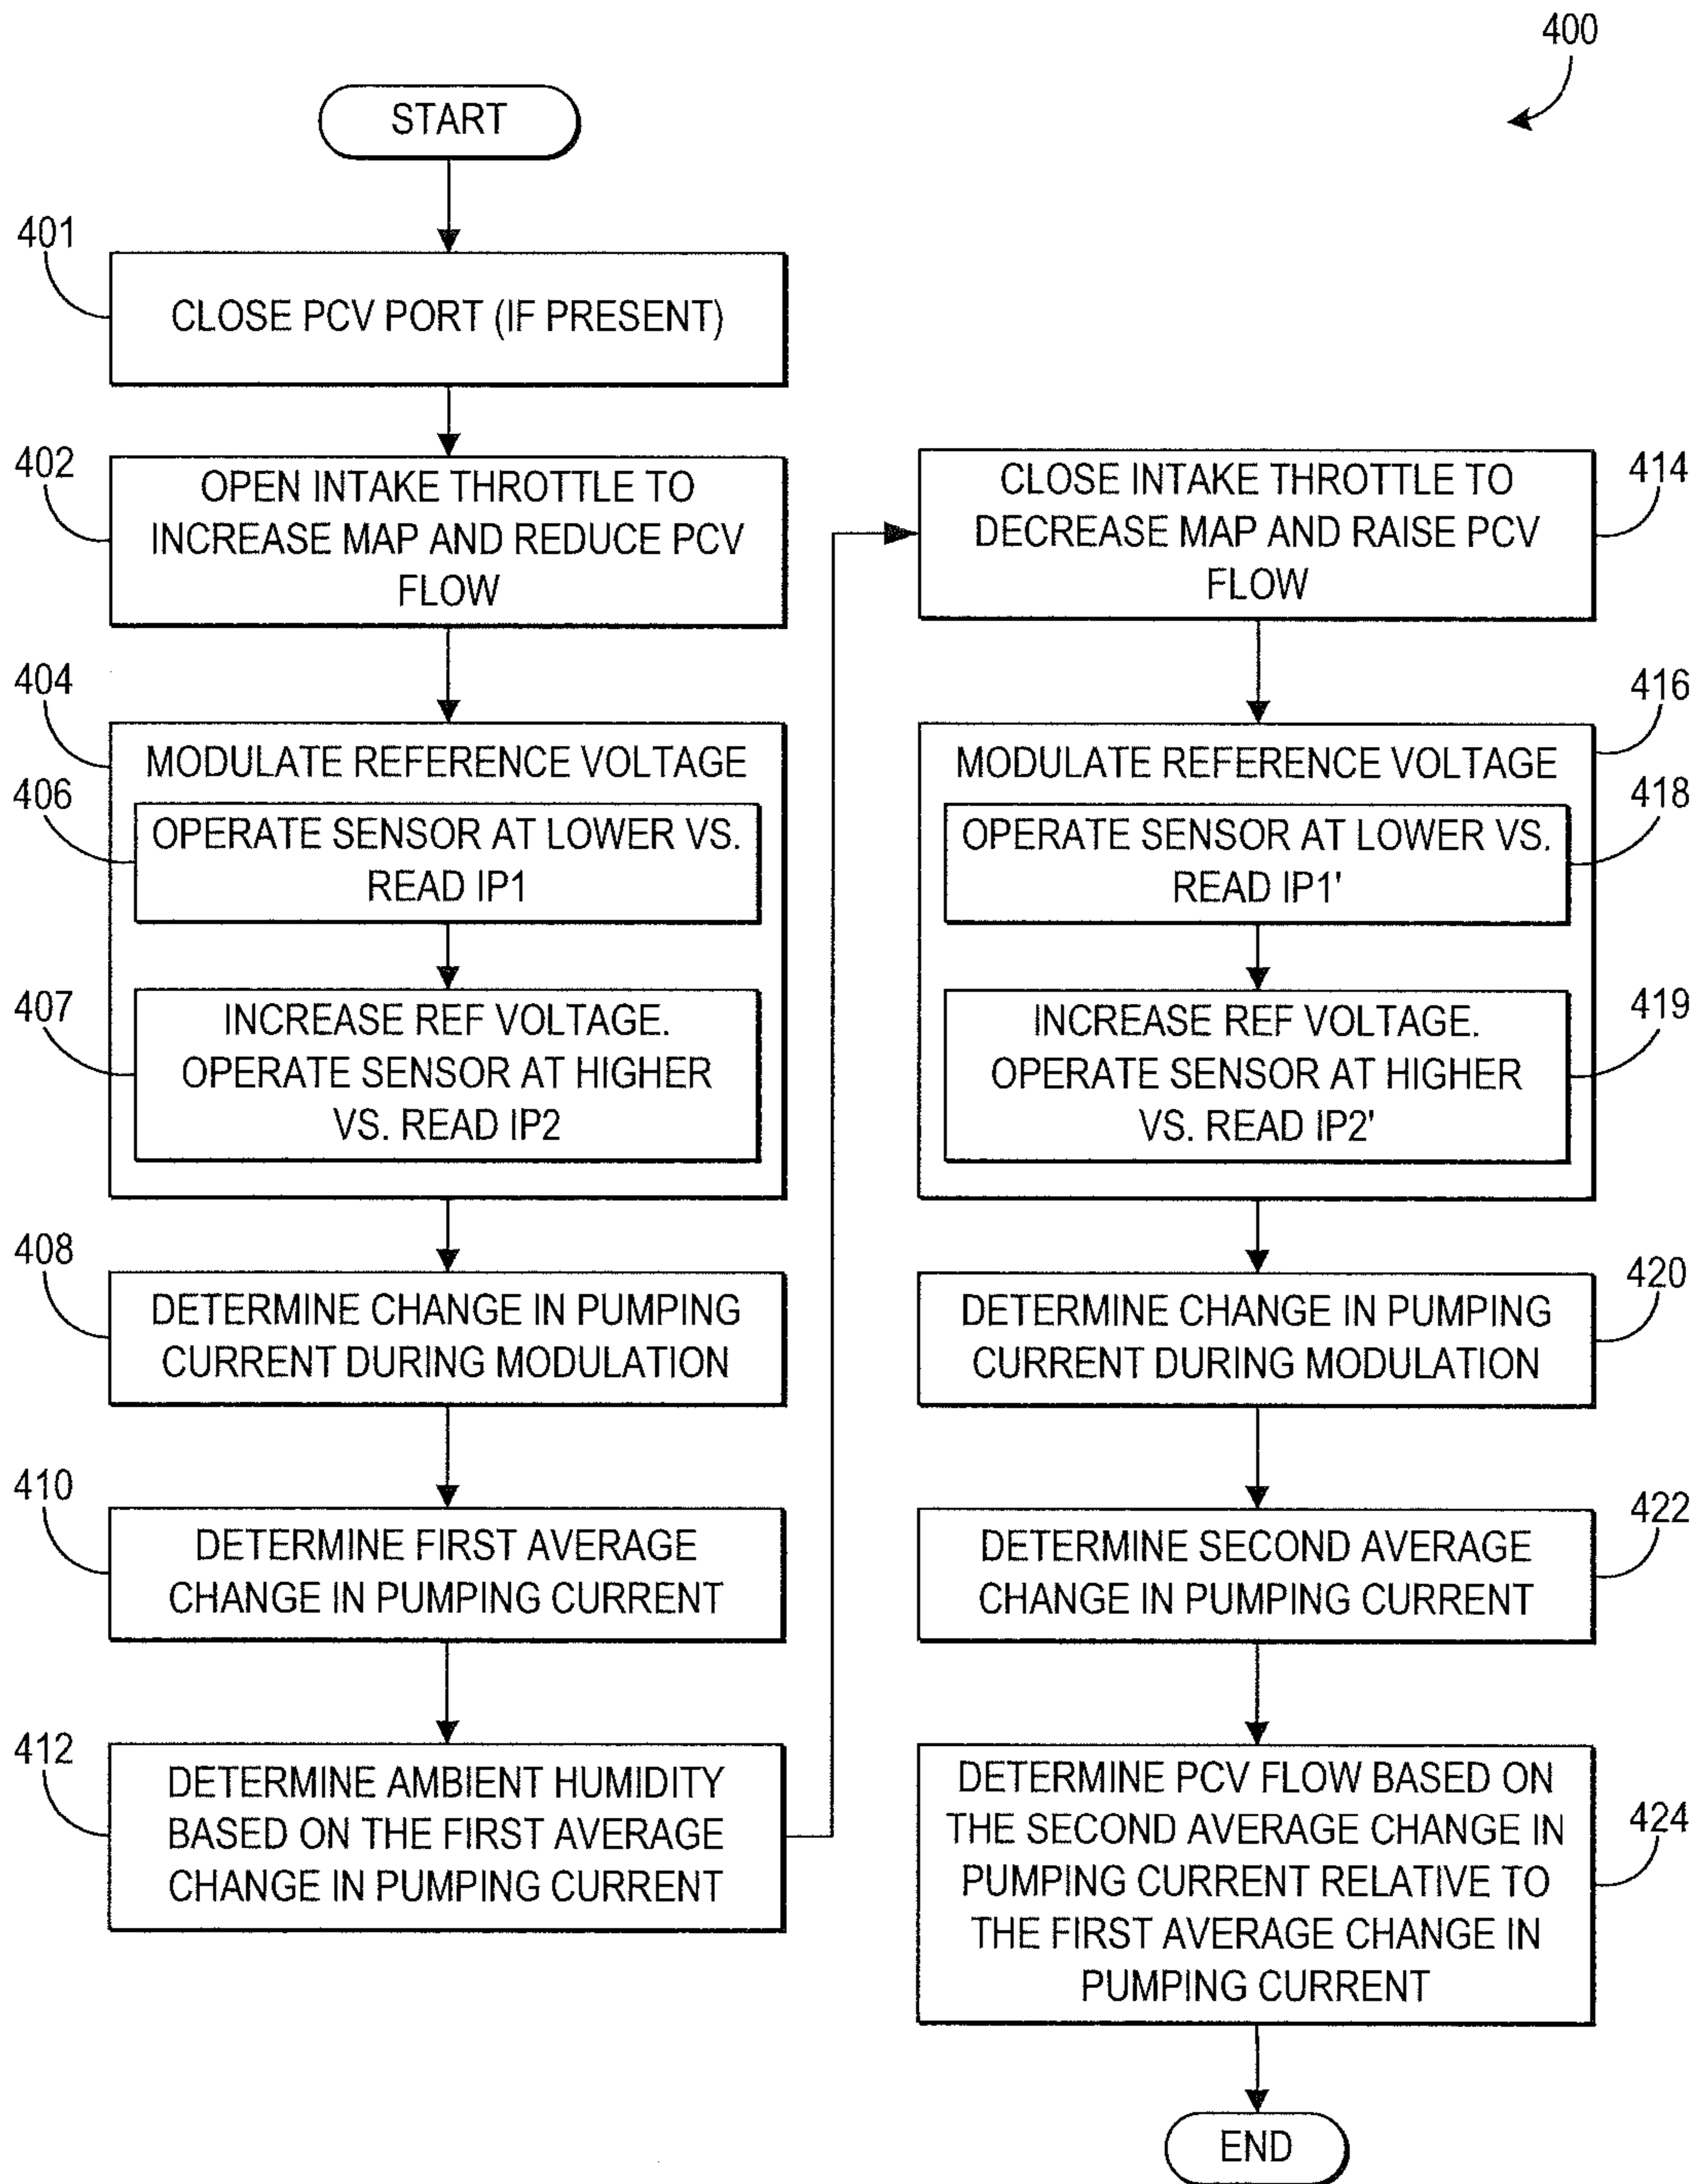 400
START
401
CLOSE PCV PORT (IF PRESENT)
402
OPEN INTAKE THROTTLE TO
INCREASE MAP AND REDUCE PCV
FLOW
404
MODULATE REFERENCE VOLTAGE
406
OPERATE SENSOR AT LOWER VS.
READ IP1
407
INCREASE REF VOLTAGE.
OPERATE SENSOR AT HIGHER
VS. READ IP2
408
DETERMINE CHANGE IN PUMPING
CURRENT DURING MODULATION
410
DETERMINE FIRST AVERAGE
CHANGE IN PUMPING CURRENT
412
DETERMINE AMBIENT HUMIDITY
BASED ON THE FIRST AVERAGE
CHANGE IN PUMPING CURRENT
CLOSE INTAKE THROTTLE TO
DECREASE MAP AND RAISE PCV
FLOW
414
MODULATE REFERENCE VOLTAGE
416
OPERATE SENSOR AT LOWER VS.
READ IP1'
418
INCREASE REF VOLTAGE.
OPERATE SENSOR AT HIGHER
VS. READ IP2'
419
DETERMINE CHANGE IN PUMPING
CURRENT DURING MODULATION
420
DETERMINE SECOND AVERAGE
CHANGE IN PUMPING CURRENT
422
DETERMINE PCV FLOW BASED ON
THE SECOND AVERAGE CHANGE IN
PUMPING CURRENT RELATIVE TO
THE FIRST AVERAGE CHANGE IN
PUMPING CURRENT
424
END